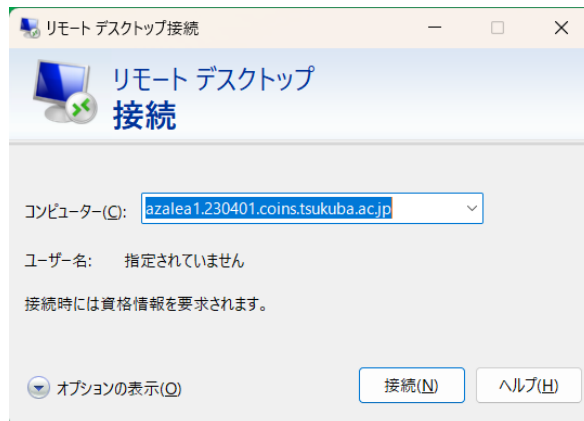 リモート デスクトップ接続
リモート デスクトップ
接続
コンピューター(C): azalea1.230401.coins.tsukuba.ac.jp
ユーザー名: 指定されていません
接続時には資格情報を要求されます。
オプションの表示(O) 接続(N) ヘルプ(H)